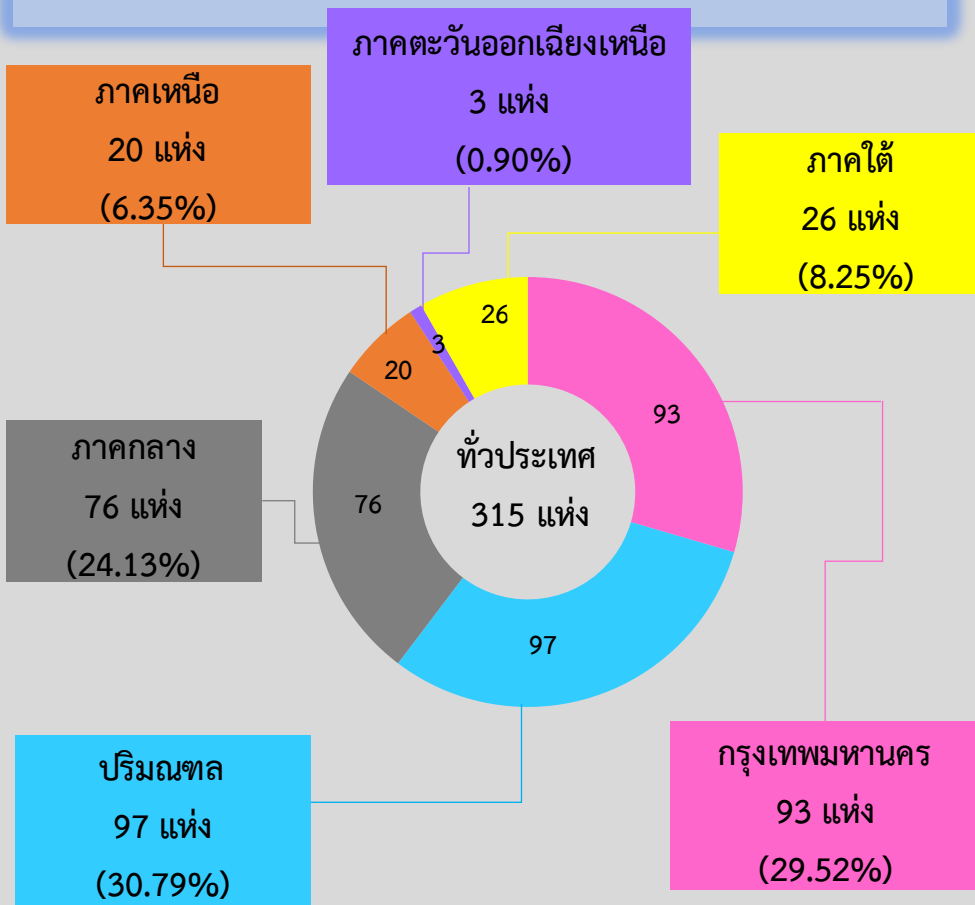 ภาคตะวันออกเฉียงเหนือ
3 แห่ง
(0.90%)
ภาคเหนือ
20 แห่ง
(6.35%)
ภาคใต้
26 แห่ง
(8.25%)
26
3
20
93
76
97
ทั่วประเทศ
315 แห่ง
ภาคกลาง
76 แห่ง
(24.13%)
ปริมณฑล
97 แห่ง
(30.79%)
กรุงเทพมหานคร
93 แห่ง
(29.52%)